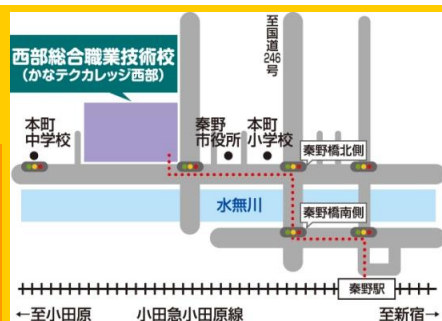 西部総合職業技術校
(かなテクカレッジ西部)
至国道246号
本町
中学校
秦野
市役所
本町
小学校
秦野橋北側
水無川
秦野橋南側
秦野駅
←至小田原
小田急小田原線
至新宿→